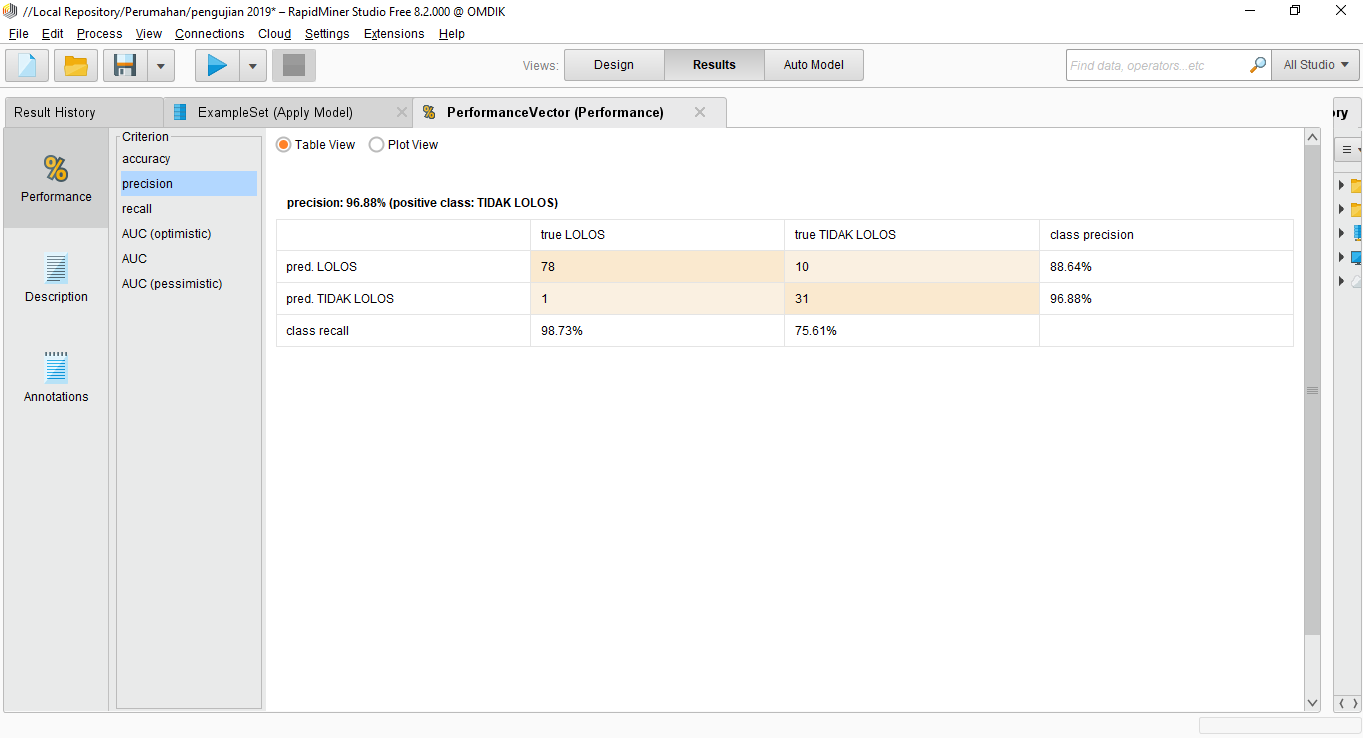 //Local Repository/Perumahan/pengujian 2019* – RapidMiner Studio Free 8.2.000 @ OMDIK
File Edit Process View Connections Cloud Settings Extensions Help
Views: Design Results Auto Model
Find data, operators...etc
All Studio
Result History
ExampleSet (Apply Model)
PerformanceVector (Performance)
ry
Performance
Description
Annotations
Criterion
accuracy
precision
recall
AUC (optimistic)
AUC
AUC (pessimistic)
Table View Plot View
precision: 96.88% (positive class: TIDAK LOLOS)
true LOLOS true TIDAK LOLOS class precision
pred. LOLOS 78 10 88.64%
pred. TIDAK LOLOS 1 31 96.88%
class recall 98.73% 75.61%